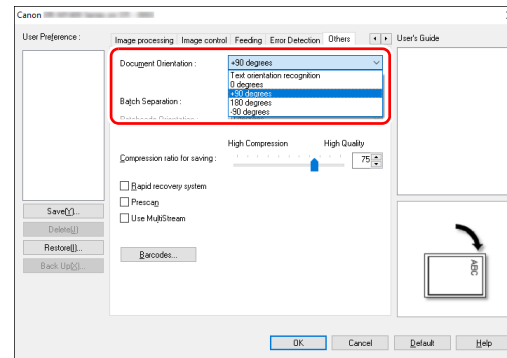 Canon
User Preference :
Image processing Image control Feeding Error Detection Others
User's Guide
Document Orientation : +90 degrees
Text orientation recognition
0 degrees
+90 degrees
180 degrees
-90 degrees
Batch Separation :
High Compression High Quality
Compression ratio for saving : 75
Rapid recovery system
Prescan
Use MultiStream
Barcodes...
Save(Y)...
Delete(J)
Restore(I)...
Back Up(X)...
ABC
OK Cancel Default Help